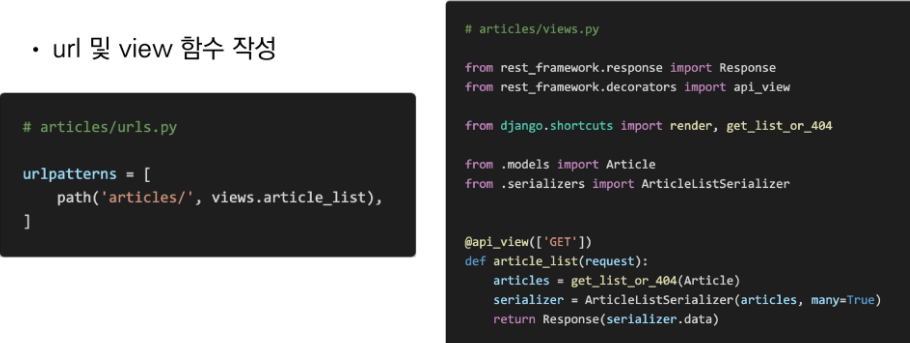 • url 및 view 함수 작성
# articles/urls.py
urlpatterns = [
    path('articles/', views.article_list),
]
# articles/views.py
from rest_framework.response import Response
from rest_framework.decorators import api_view
from django.shortcuts import render, get_list_or_404
from .models import Article
from .serializers import ArticleListSerializer
@api_view(['GET'])
def article_list(request):
    articles = get_list_or_404(Article)
    serializer = ArticleListSerializer(articles, many=True)
    return Response(serializer.data)